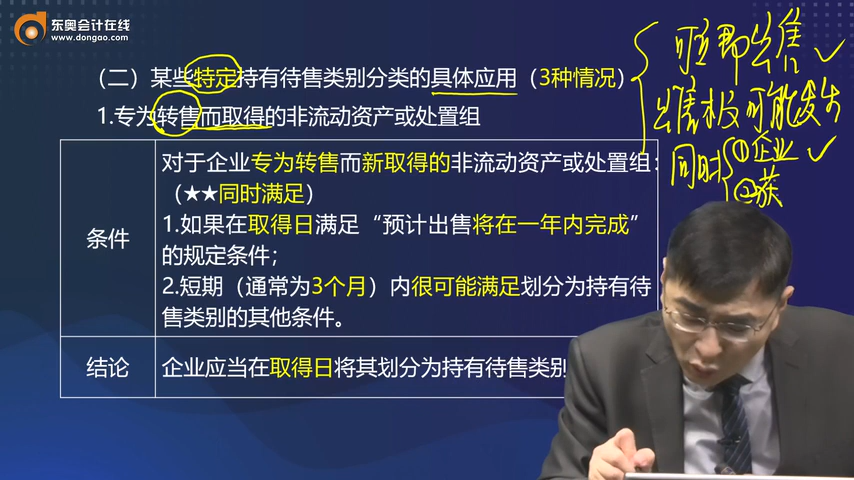 东奥会计在线
www.dongao.com
（二）某些特定持有待售类别分类的具体应用（3种情况）
1.专为转售而取得的非流动资产或处置组
条件
对于企业专为转售而新取得的非流动资产或处置组：
（★★同时满足）
1.如果在取得日满足“预计出售将在一年内完成”
的规定条件；
2.短期（通常为3个月）内很可能满足划分为持有待
售类别的其他条件。
结论
企业应当在取得日将其划分为持有待售类别
可立即出售
出售极可能发生
同时
①企业
②获